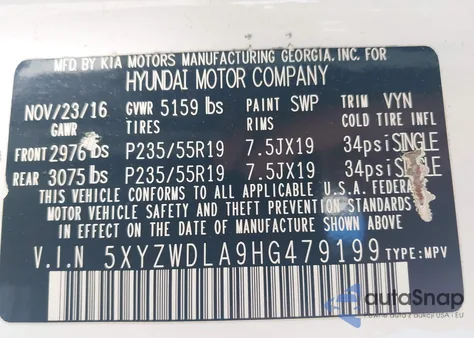 MFD BY KIA MOTORS MANUFACTURING GEORGIA, INC. FOR
HYUNDAI MOTOR COMPANY
NOV/23/16 GVWR 5159 lbs PAINT SWP TRIM VYN
GAWR TIRES RIMS COLD TIRE INFL
FRONT 2976 lbs P235/55R19 7.5JX19 34psi SINGLE
REAR 3075 lbs P235/55R19 7.5JX19 34psi SINGLE
THIS VEHICLE CONFORMS TO ALL APPLICABLE U.S.A. FEDERAL
MOTOR VEHICLE SAFETY AND THEFT PREVENTION STANDARDS
IN EFFECT ON THE DATE OF MANUFACTURE SHOWN ABOVE
V.I.N 5XYZWDLA9HG479199 TYPE: MPV
autoSnap